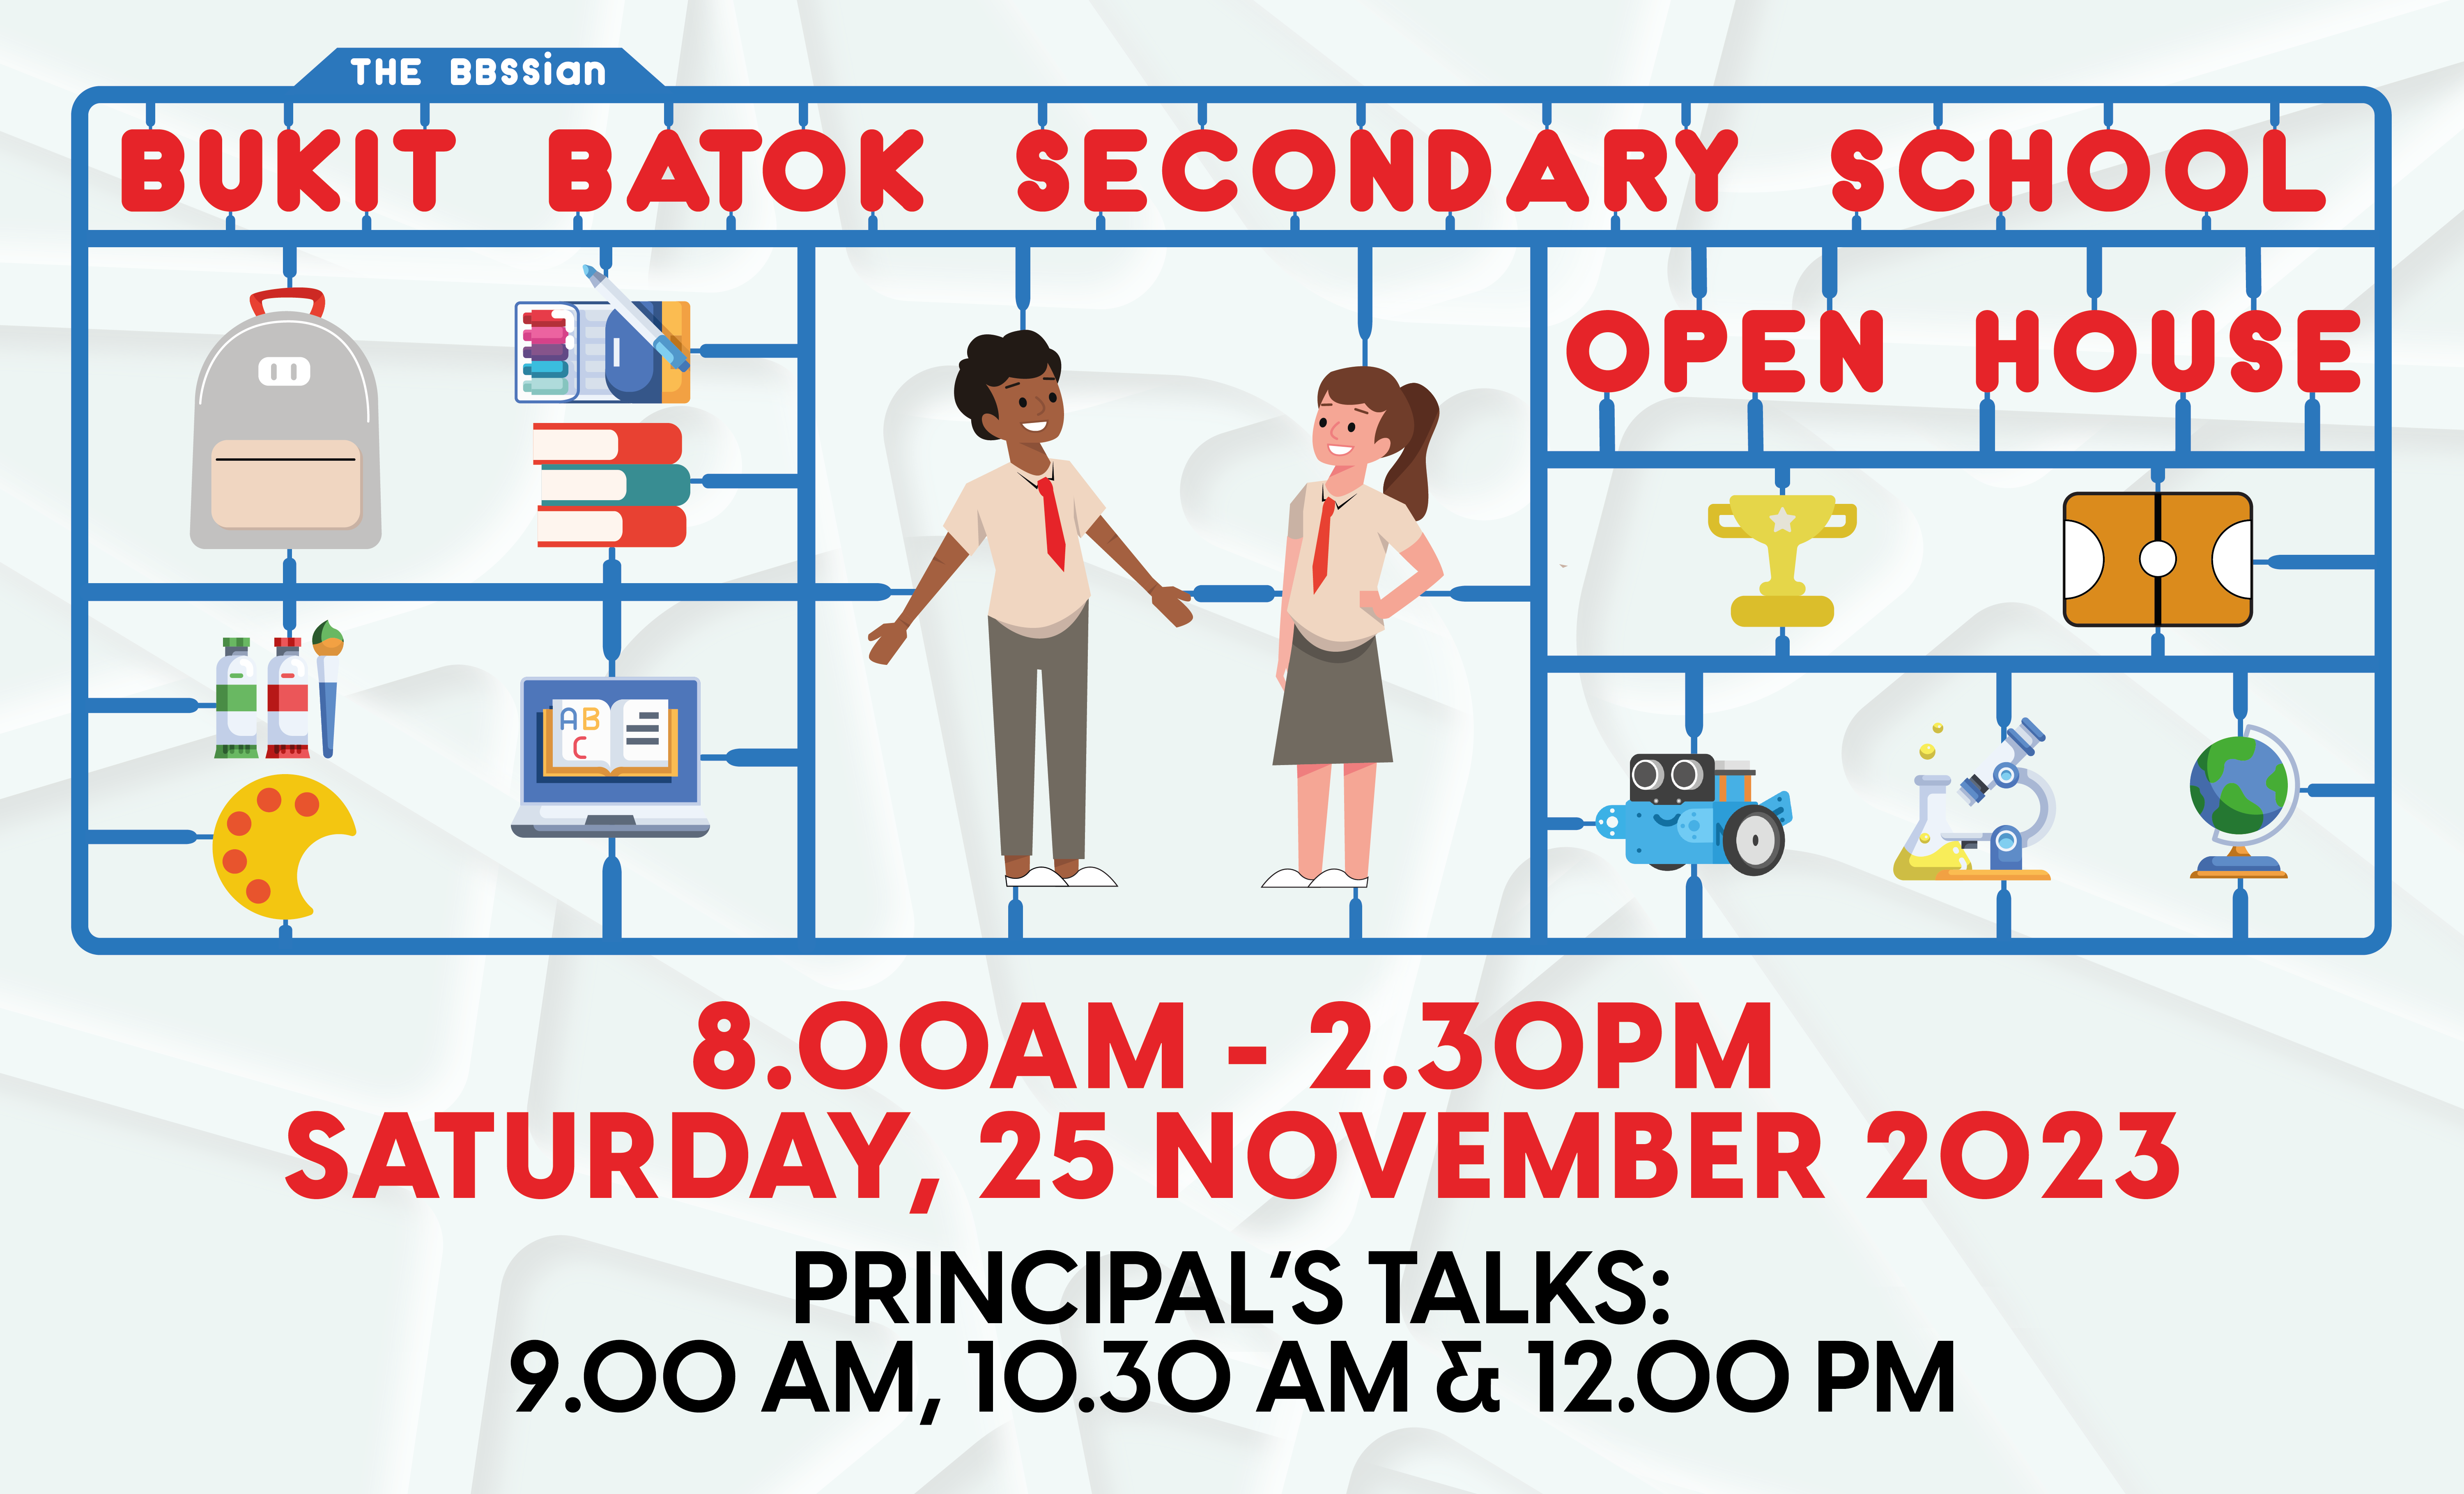 THE BBSSian
BUKIT BATOK SECONDARY SCHOOL
OPEN HOUSE
AB
C
8.00AM - 2.30PM
SATURDAY, 25 NOVEMBER 2023
PRINCIPAL'S TALKS:
9.00 AM, 10.30 AM & 12.00 PM